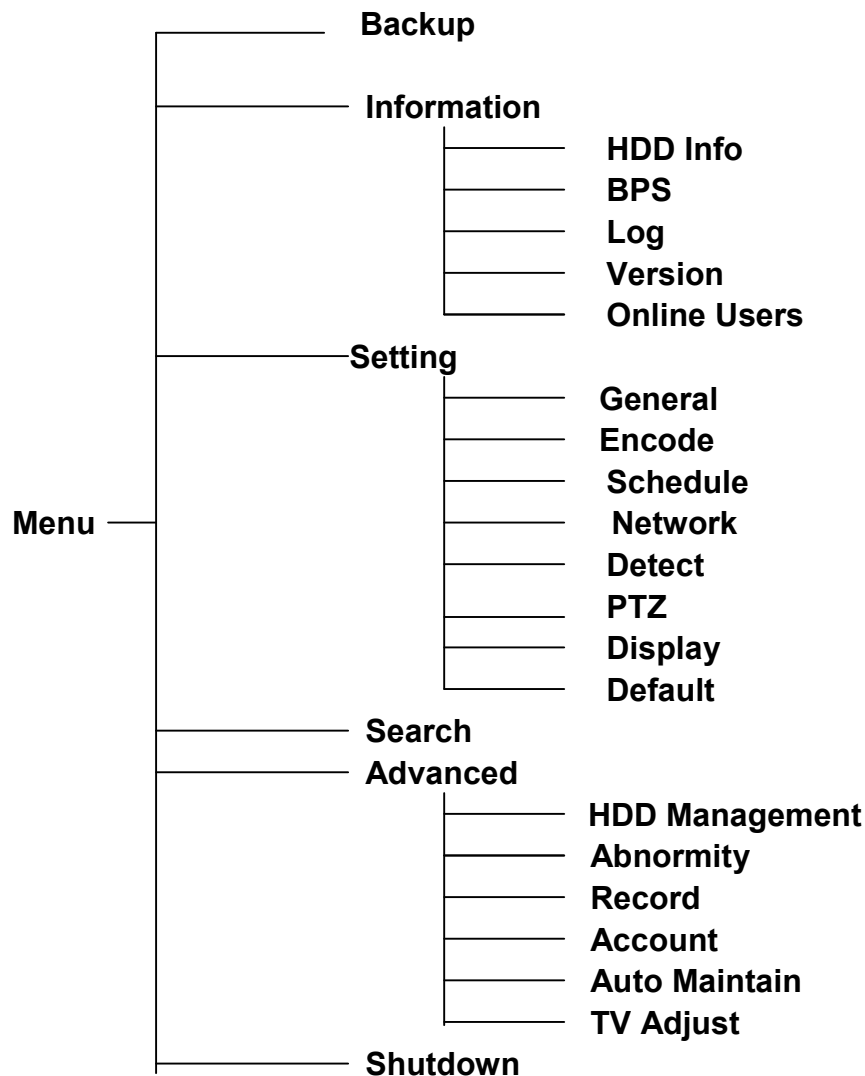 Backup
Information
HDD Info
BPS
Log
Version
Online Users
Setting
General
Encode
Schedule
Menu
Network
Detect
PTZ
Display
Default
Search
Advanced
HDD Management
Abnormity
Record
Account
Auto Maintain
TV Adjust
Shutdown